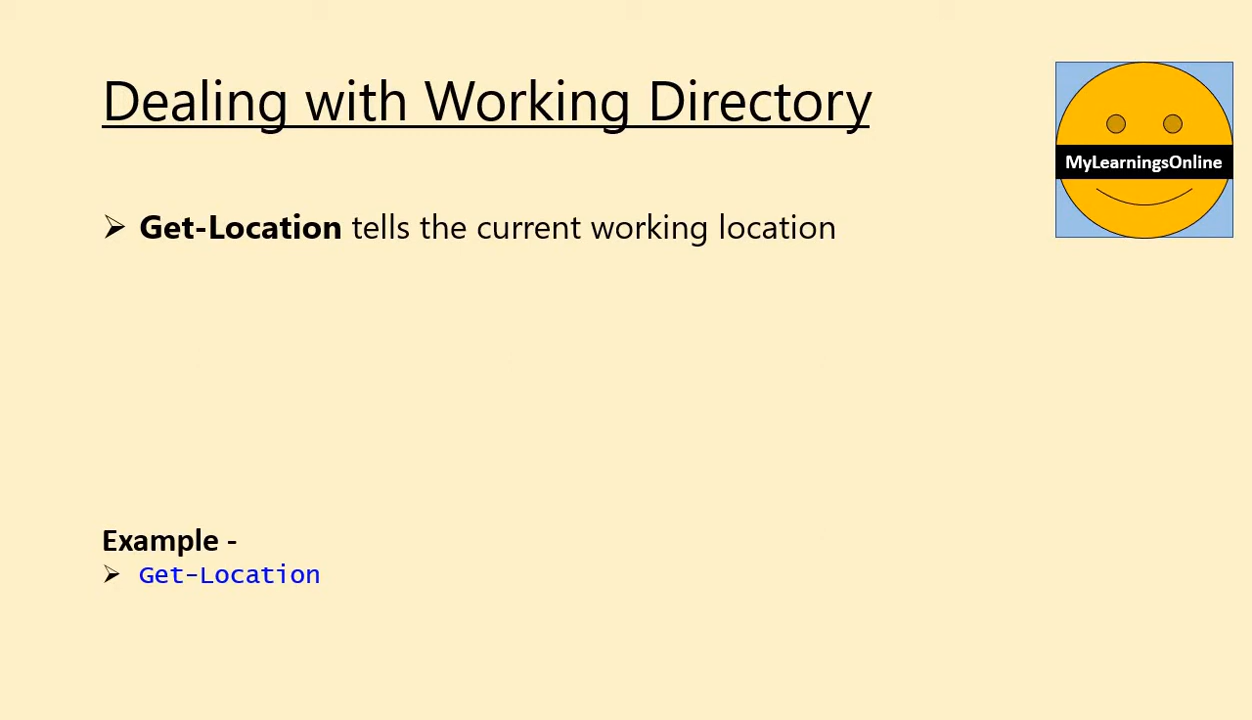 Dealing with Working Directory
MyLearningsOnline
➢ Get-Location tells the current working location
Example -
➢ Get-Location